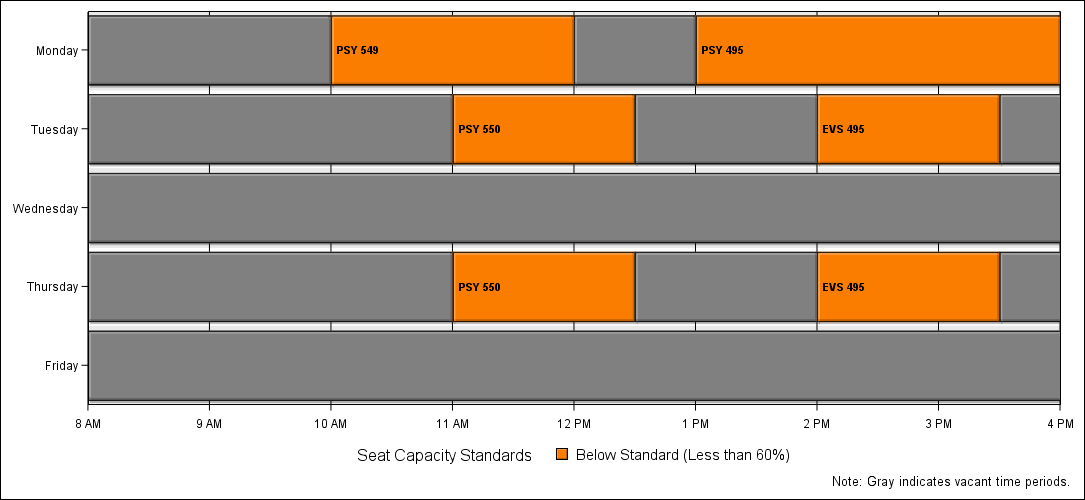 Monday PSY 549 PSY 495
Tuesday PSY 550 EVS 495
Wednesday
Thursday PSY 550 EVS 495
Friday
8 AM 9 AM 10 AM 11 AM 12 PM 1 PM 2 PM 3 PM 4 PM
Seat Capacity Standards Below Standard (Less than 60%)
Note: Gray indicates vacant time periods.